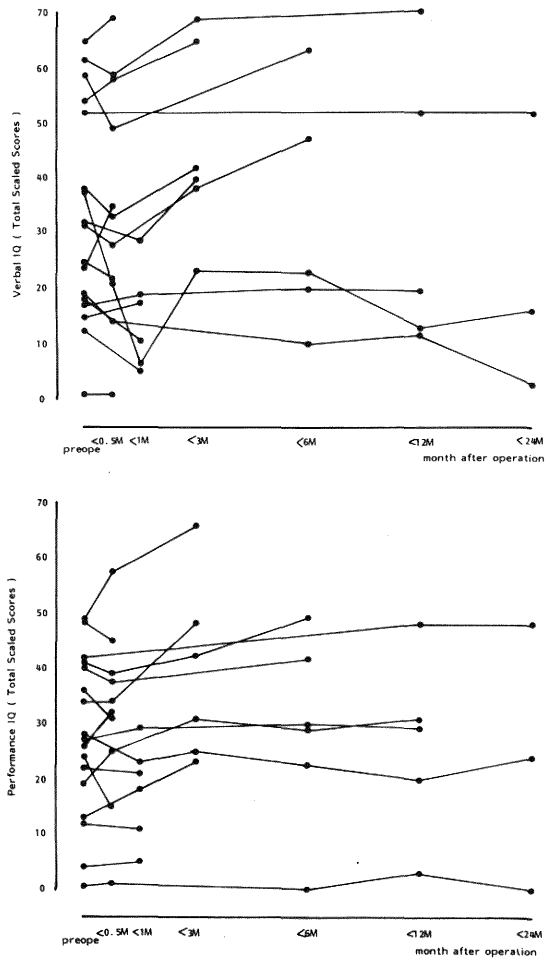 70
60
50
40
30
20
10
0
Verbal IQ ( Total Scaled Scores )
preope <0.5M <1M <3M <6M <12M <24M
month after operation
70
60
50
40
30
20
10
0
Performance IQ ( Total Scaled Scores )
preope <0.5M <1M <3M <6M <12M <24M
month after operation